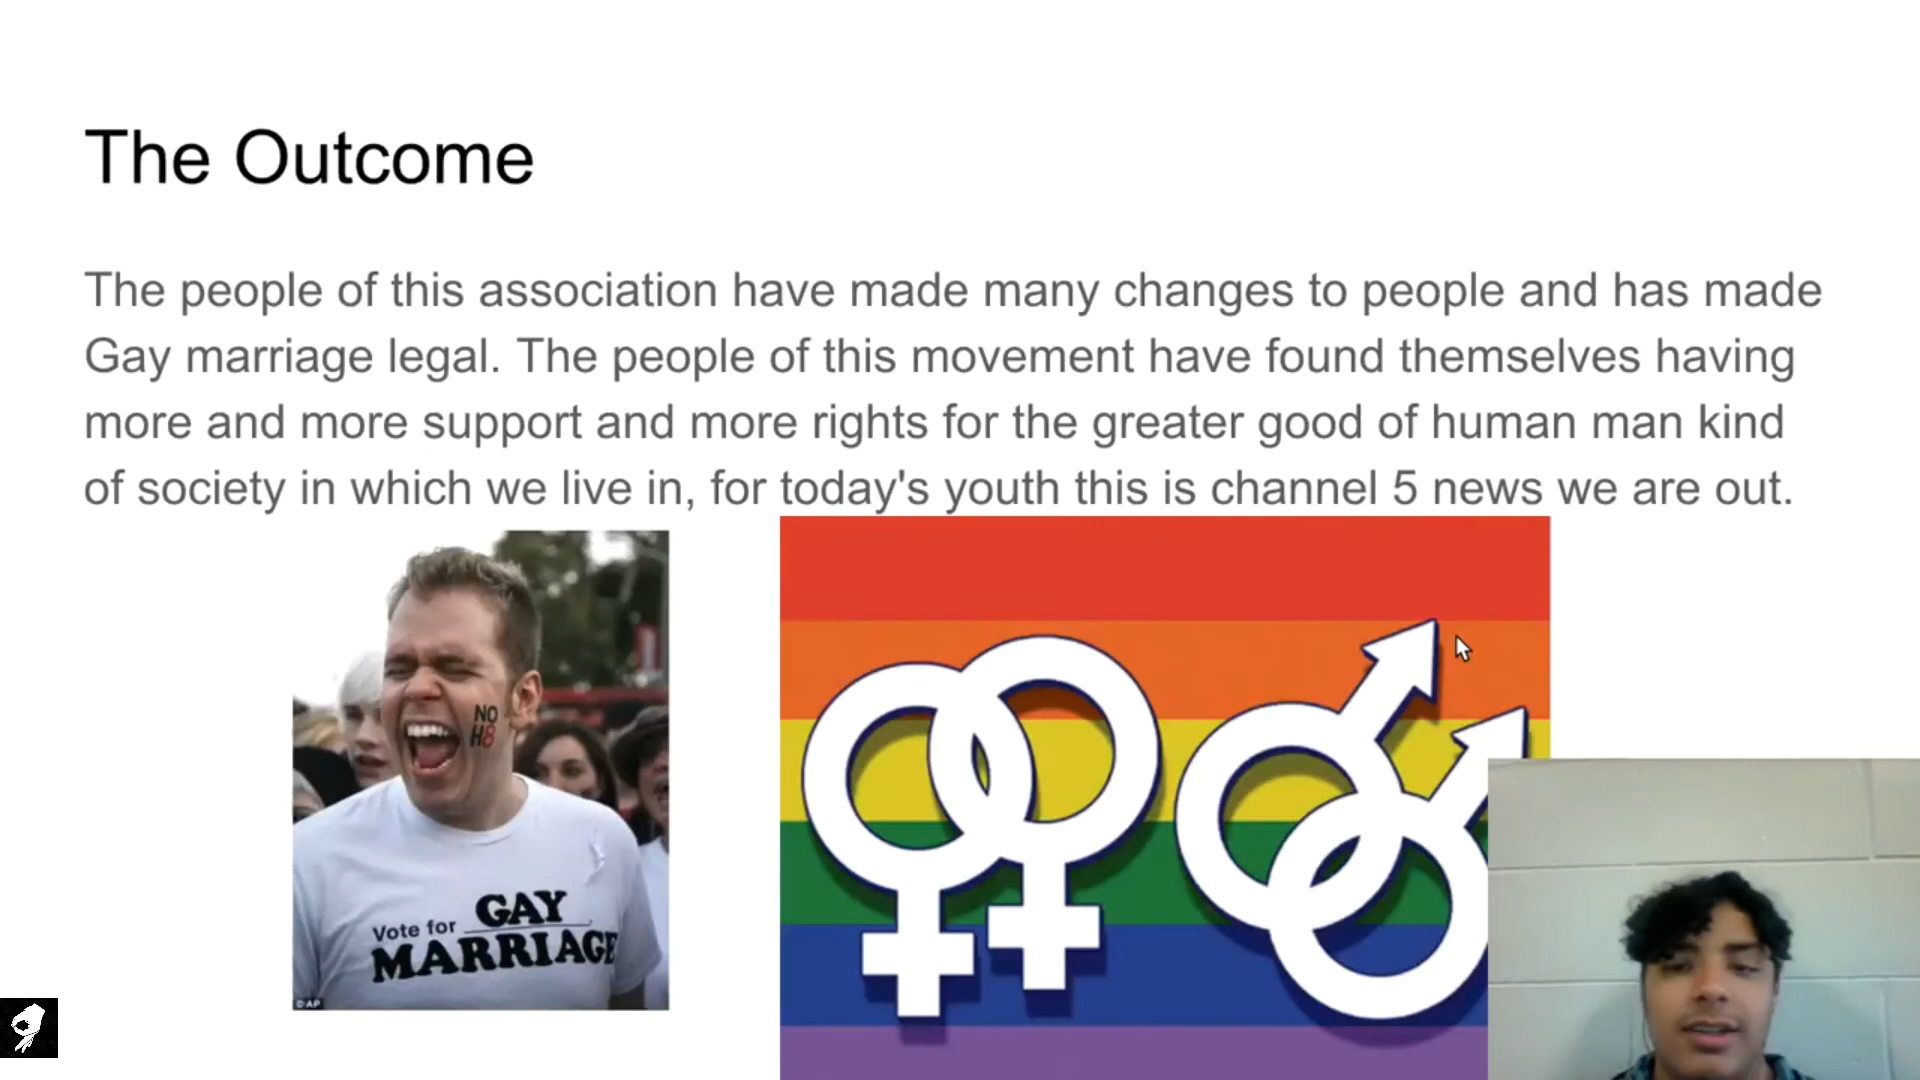 The Outcome
The people of this association have made many changes to people and has made
Gay marriage legal. The people of this movement have found themselves having
more and more support and more rights for the greater good of human man kind
of society in which we live in, for today's youth this is channel 5 news we are out.
NO
H8
Vote for GAY
MARRIAGE
© AP